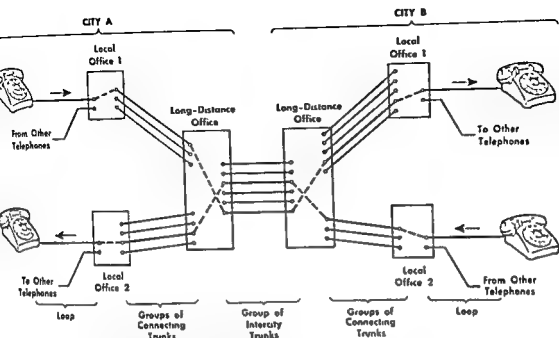 CITY A
CITY B
Local
Office 1
Local
Office 1
Long-Distance
Office
Long-Distance
Office
From Other
Telephones
To Other
Telephones
To Other
Telephones
Local
Office 2
Local
Office 2
From Other
Telephones
Loop
Groups of
Connecting
Trunks
Group of
Intercity
Trunks
Groups of
Connecting
Trunks
Loop